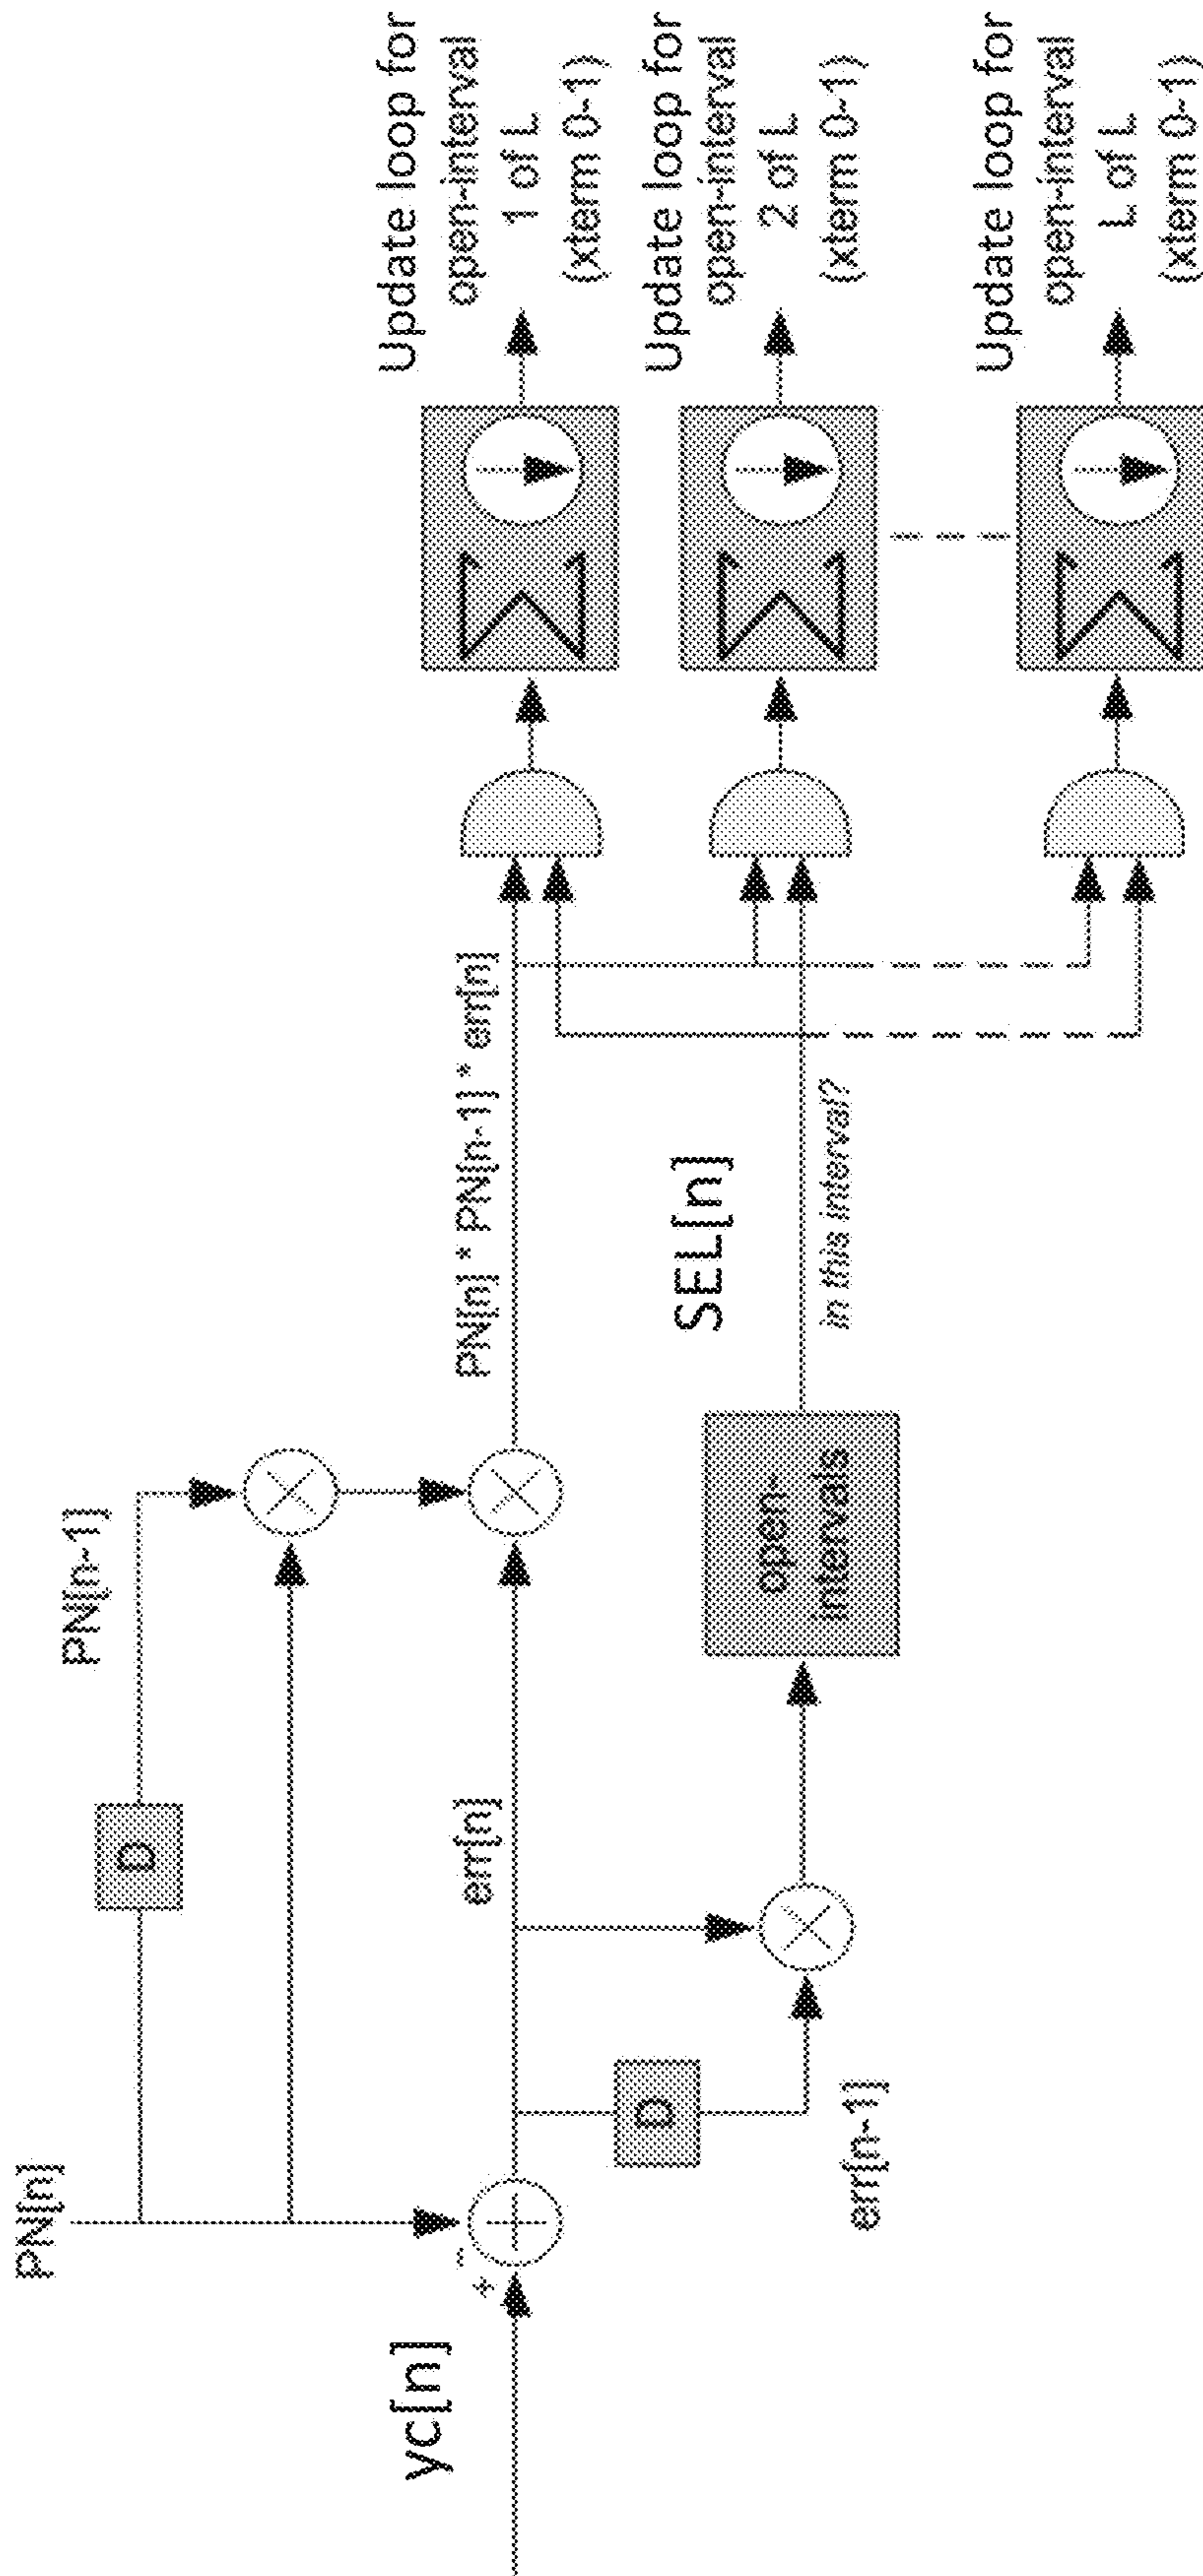 PN[n]
PN[n-1]
D
yc[n]
+
-
err[n]
D
err[n-1]
open-
intervals
PN[n] * PN[n-1] * err[n]
SEL[n]
in this interval?
Σ
Update loop for
open-interval
1 of L
(xterm 0-1)
Σ
Update loop for
open-interval
2 of L
(xterm 0-1)
Σ
Update loop for
open-interval
L of L
(xterm 0-1)